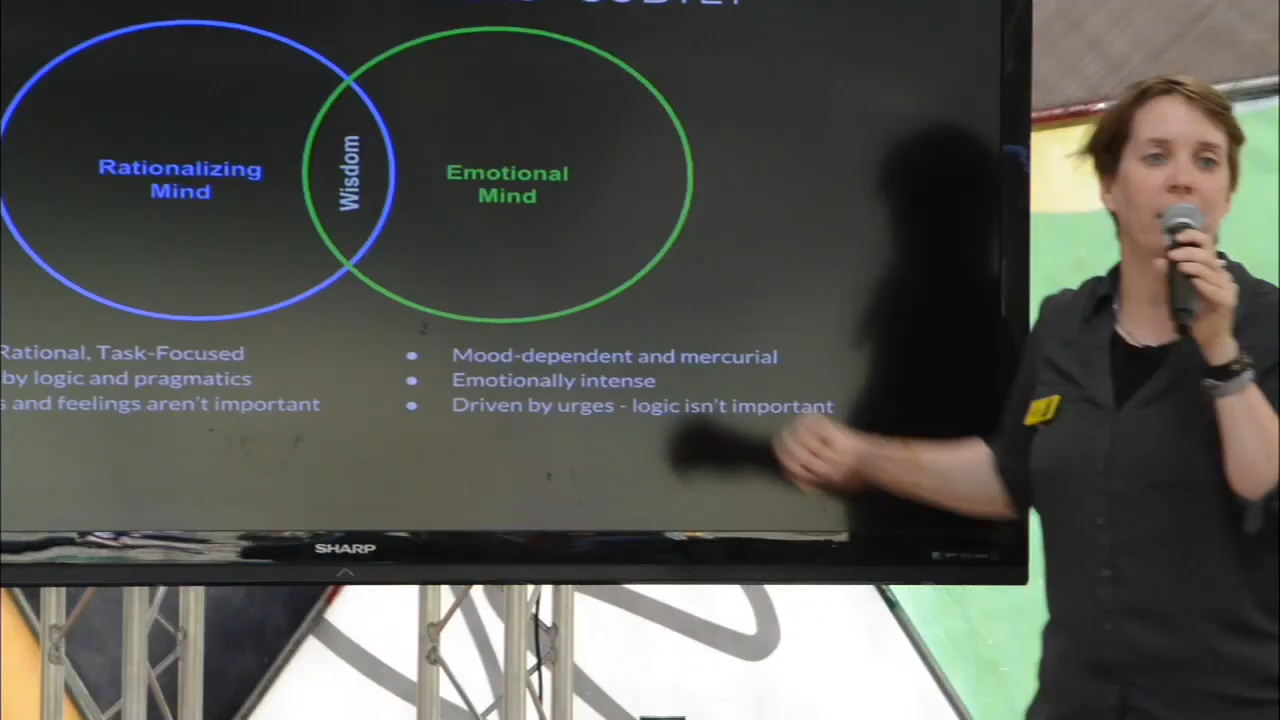 Rationalizing
Mind
Wisdom
Emotional
Mind
Rational, Task-Focused
by logic and pragmatics
and feelings aren't important
● Mood-dependent and mercurial
● Emotionally intense
● Driven by urges - logic isn't important
SHARP